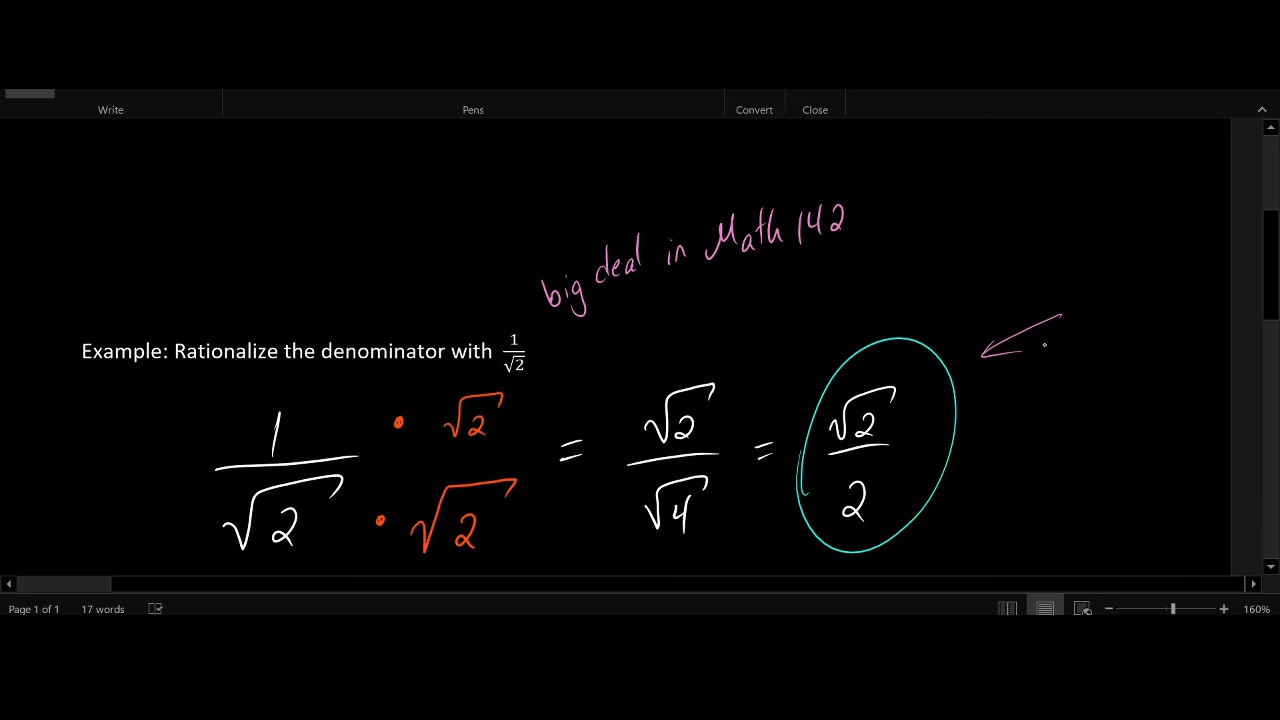 Write Pens Convert Close
big deal in Math 142
Example: Rationalize the denominator with 1/√2
1/√2 · √2/√2 = √2/√4 = √2/2
Page 1 of 1 17 words 160%